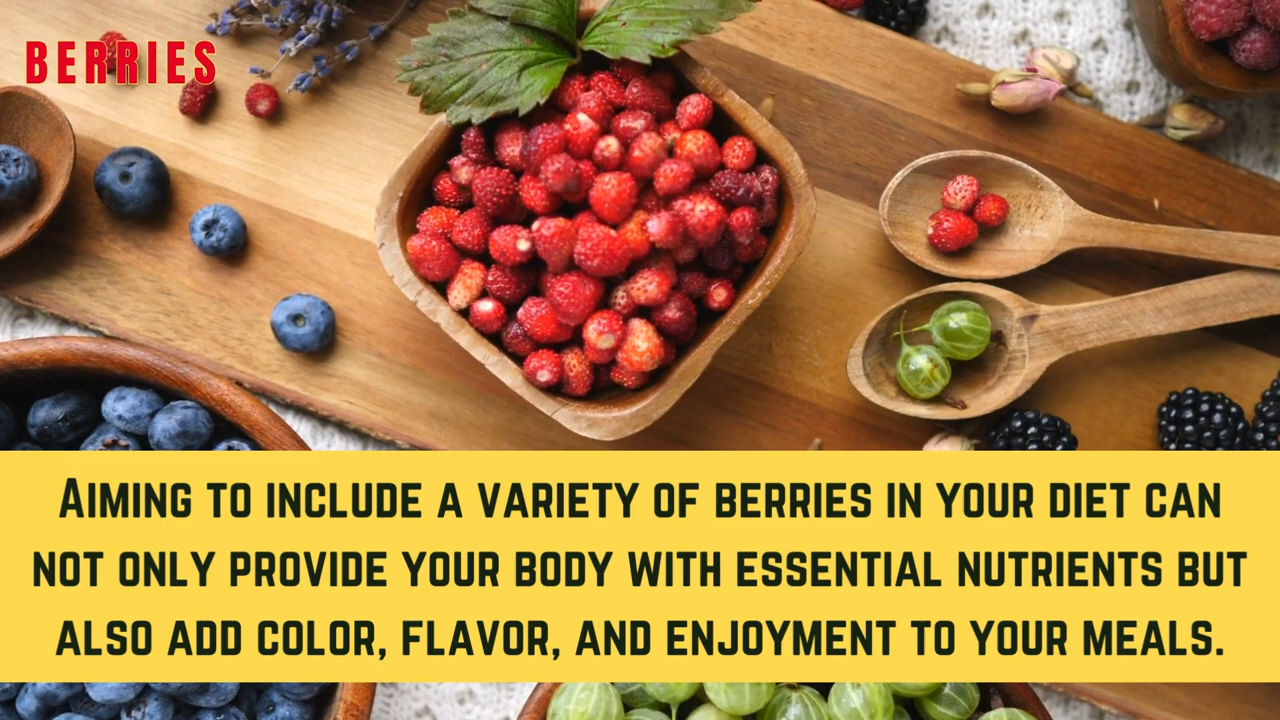 BERRIES
Aiming to include a variety of berries in your diet can
not only provide your body with essential nutrients but
also add color, flavor, and enjoyment to your meals.